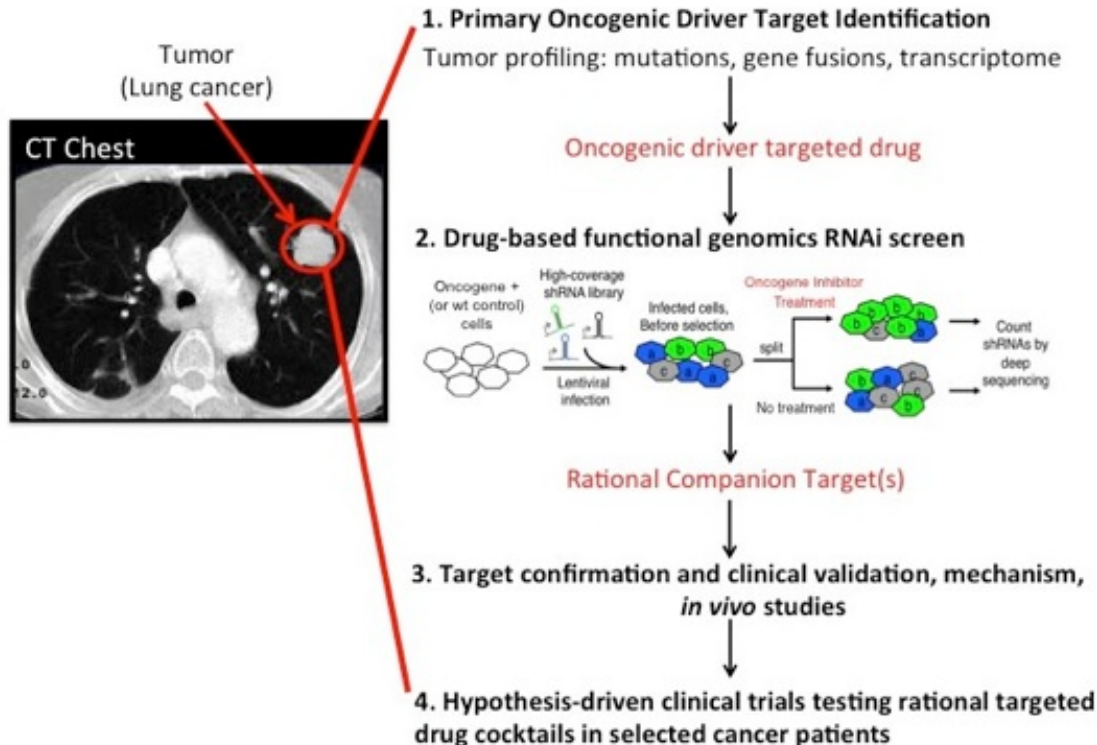 1. Primary Oncogenic Driver Target Identification
Tumor profiling: mutations, gene fusions, transcriptome
Tumor
(Lung cancer)
CT Chest
.0
12.0
Oncogenic driver targeted drug
2. Drug-based functional genomics RNAi screen
Oncogene +
(or wt control)
cells
High-coverage
shRNA library
Lentiviral
infection
Infected cells,
Before selection
a b b
c a a c
split
Oncogene Inhibitor
Treatment
b b b
b c b a
No treatment
b a c
a c c
b
Count
shRNAs by
deep
sequencing
Rational Companion Target(s)
3. Target confirmation and clinical validation, mechanism,
in vivo studies
4. Hypothesis-driven clinical trials testing rational targeted
drug cocktails in selected cancer patients